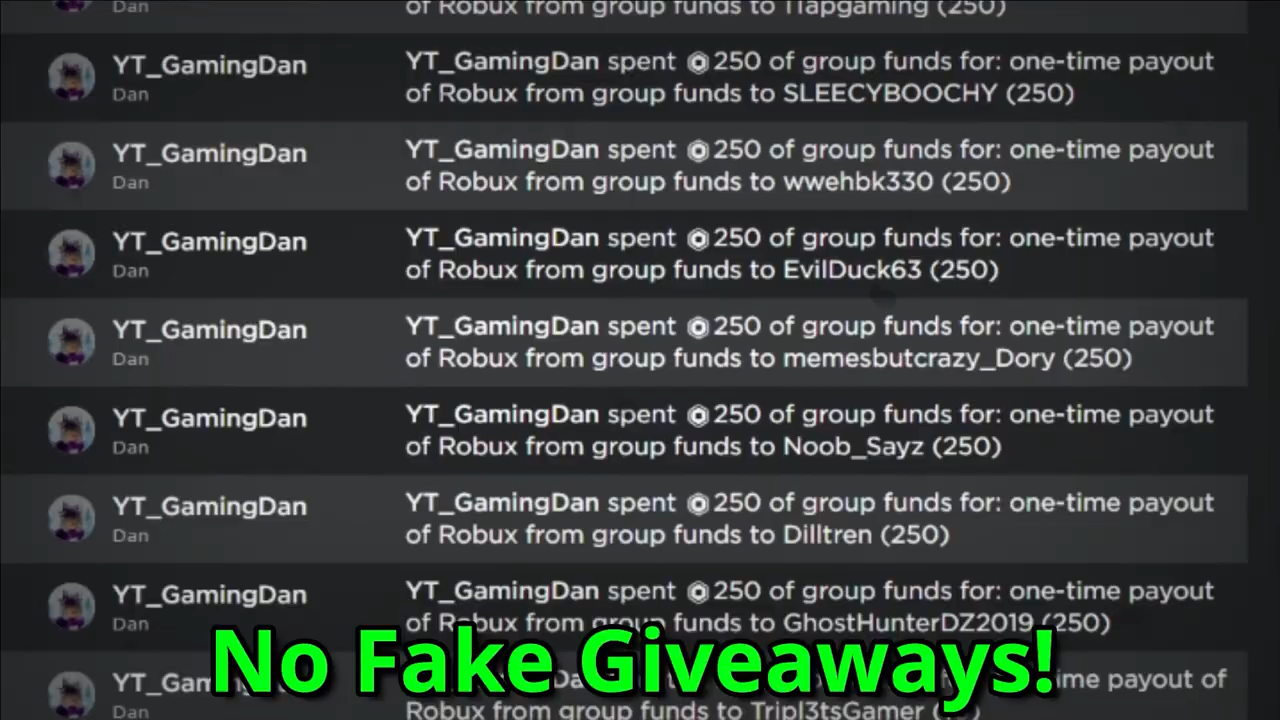 of Robux from group funds to
(250)
YT_GamingDan
Dan
YT_GamingDan spent 250 of group funds for: one-time payout
of Robux from group funds to SLEECYBOOCHY (250)
YT_GamingDan
Dan
YT_GamingDan spent 250 of group funds for: one-time payout
of Robux from group funds to wwehbk330 (250)
YT_GamingDan
Dan
YT_GamingDan spent 250 of group funds for: one-time payout
of Robux from group funds to EvilDuck63 (250)
YT_GamingDan
Dan
YT_GamingDan spent 250 of group funds for: one-time payout
of Robux from group funds to memesbutcrazy_Dory (250)
YT_GamingDan
Dan
YT_GamingDan spent 250 of group funds for: one-time payout
of Robux from group funds to Noob_Sayz (250)
YT_GamingDan
Dan
YT_GamingDan spent 250 of group funds for: one-time payout
of Robux from group funds to Dilltren (250)
YT_GamingDan
Dan
YT_GamingDan spent 250 of group funds for: one-time payout
of Robux from group funds to GhostHunterDZ2019 (250)
No Fake Giveaways!
Dan
payout of
Robux from group funds to Tripl3tsGamer